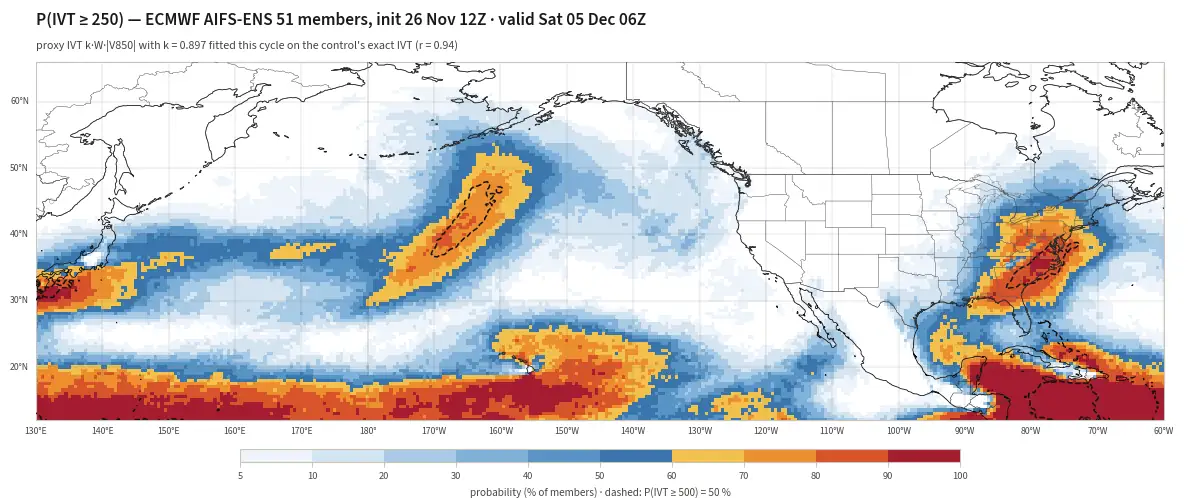 P(IVT ≥ 250) — ECMWF AIFS-ENS 51 members, init 26 Nov 12Z · valid Sat 05 Dec 06Z
proxy IVT k·W·|V850| with k = 0.897 fitted this cycle on the control's exact IVT (r = 0.94)
60°N
50°N
40°N
30°N
20°N
130°E 140°E 150°E 160°E 180° 170°W 160°W 150°W 140°W 130°W 120°W 110°W 100°W 90°W 80°W 70°W 60°W
5 10 20 30 40 50 60 70 80 90 100
probability (% of members) · dashed: P(IVT ≥ 500) = 50 %